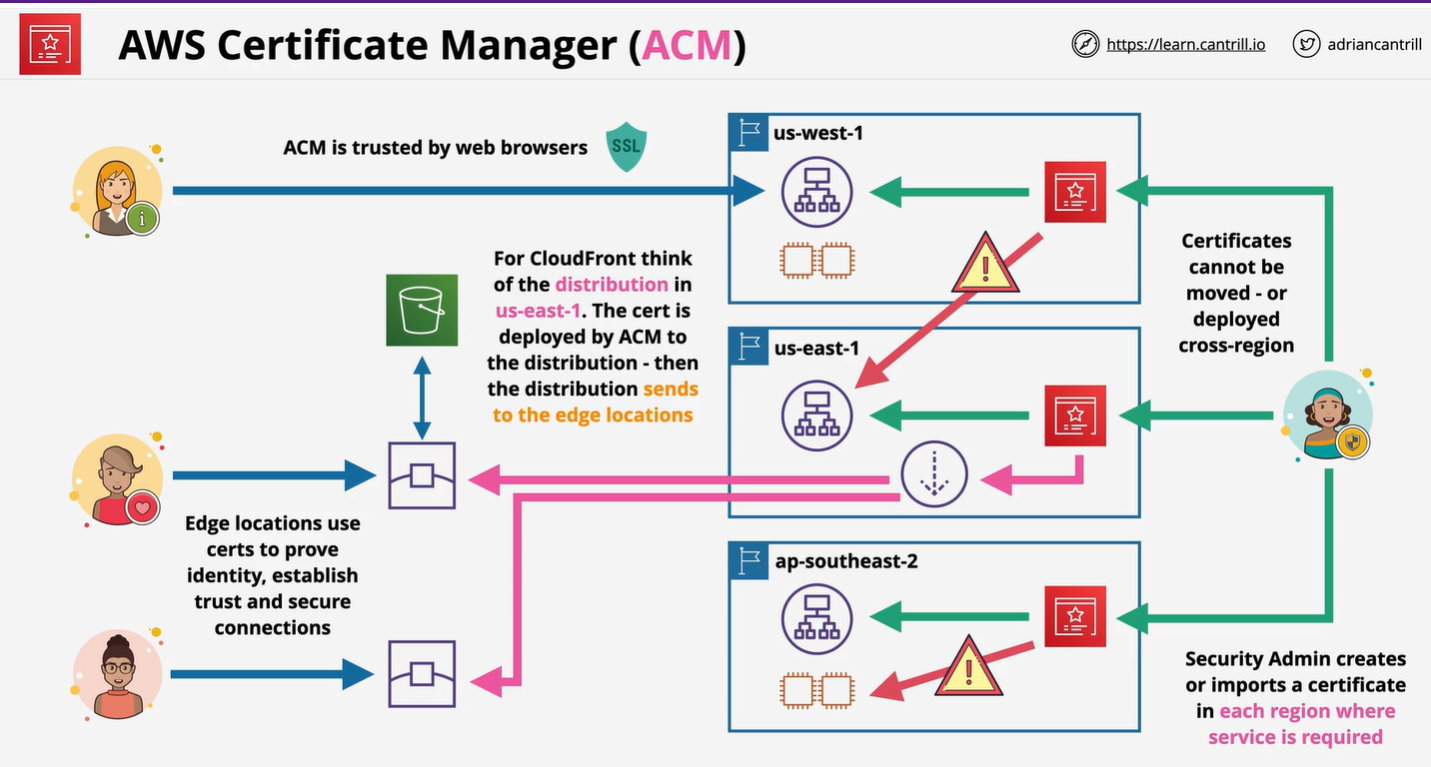 AWS Certificate Manager (ACM)
https://learn.cantrill.io
adriancantrill
ACM is trusted by web browsers
SSL
us-west-1
i
For CloudFront think
of the distribution in
us-east-1. The cert is
deployed by ACM to
the distribution - then
the distribution sends
to the edge locations
!
Certificates
cannot be
moved - or
deployed
cross-region
us-east-1
Edge locations use
certs to prove
identity, establish
trust and secure
connections
ap-southeast-2
!
Security Admin creates
or imports a certificate
in each region where
service is required